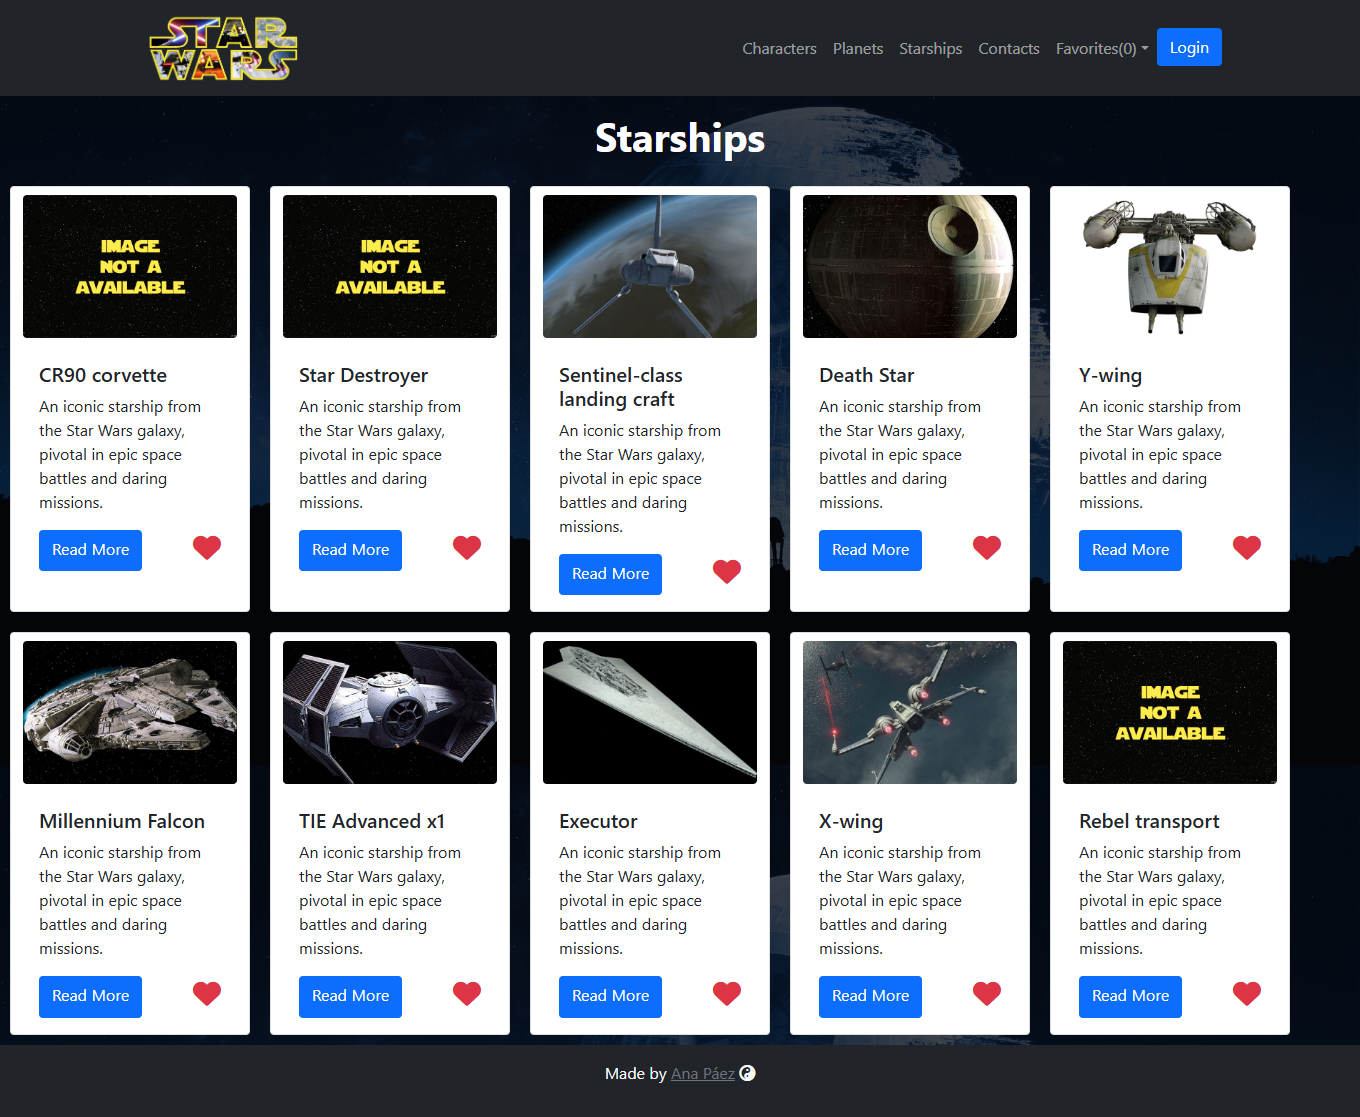 STAR
WARS
Characters Planets Starships Contacts Favorites(0) Login
Starships
IMAGE
NOT A
AVAILABLE
CR90 corvette
An iconic starship from
the Star Wars galaxy,
pivotal in epic space
battles and daring
missions.
Read More
IMAGE
NOT A
AVAILABLE
Star Destroyer
An iconic starship from
the Star Wars galaxy,
pivotal in epic space
battles and daring
missions.
Read More
Sentinel-class
landing craft
An iconic starship from
the Star Wars galaxy,
pivotal in epic space
battles and daring
missions.
Read More
Death Star
An iconic starship from
the Star Wars galaxy,
pivotal in epic space
battles and daring
missions.
Read More
Y-wing
An iconic starship from
the Star Wars galaxy,
pivotal in epic space
battles and daring
missions.
Read More
Millennium Falcon
An iconic starship from
the Star Wars galaxy,
pivotal in epic space
battles and daring
missions.
Read More
TIE Advanced x1
An iconic starship from
the Star Wars galaxy,
pivotal in epic space
battles and daring
missions.
Read More
Executor
An iconic starship from
the Star Wars galaxy,
pivotal in epic space
battles and daring
missions.
Read More
X-wing
An iconic starship from
the Star Wars galaxy,
pivotal in epic space
battles and daring
missions.
Read More
IMAGE
NOT A
AVAILABLE
Rebel transport
An iconic starship from
the Star Wars galaxy,
pivotal in epic space
battles and daring
missions.
Read More
Made by Ana Páez